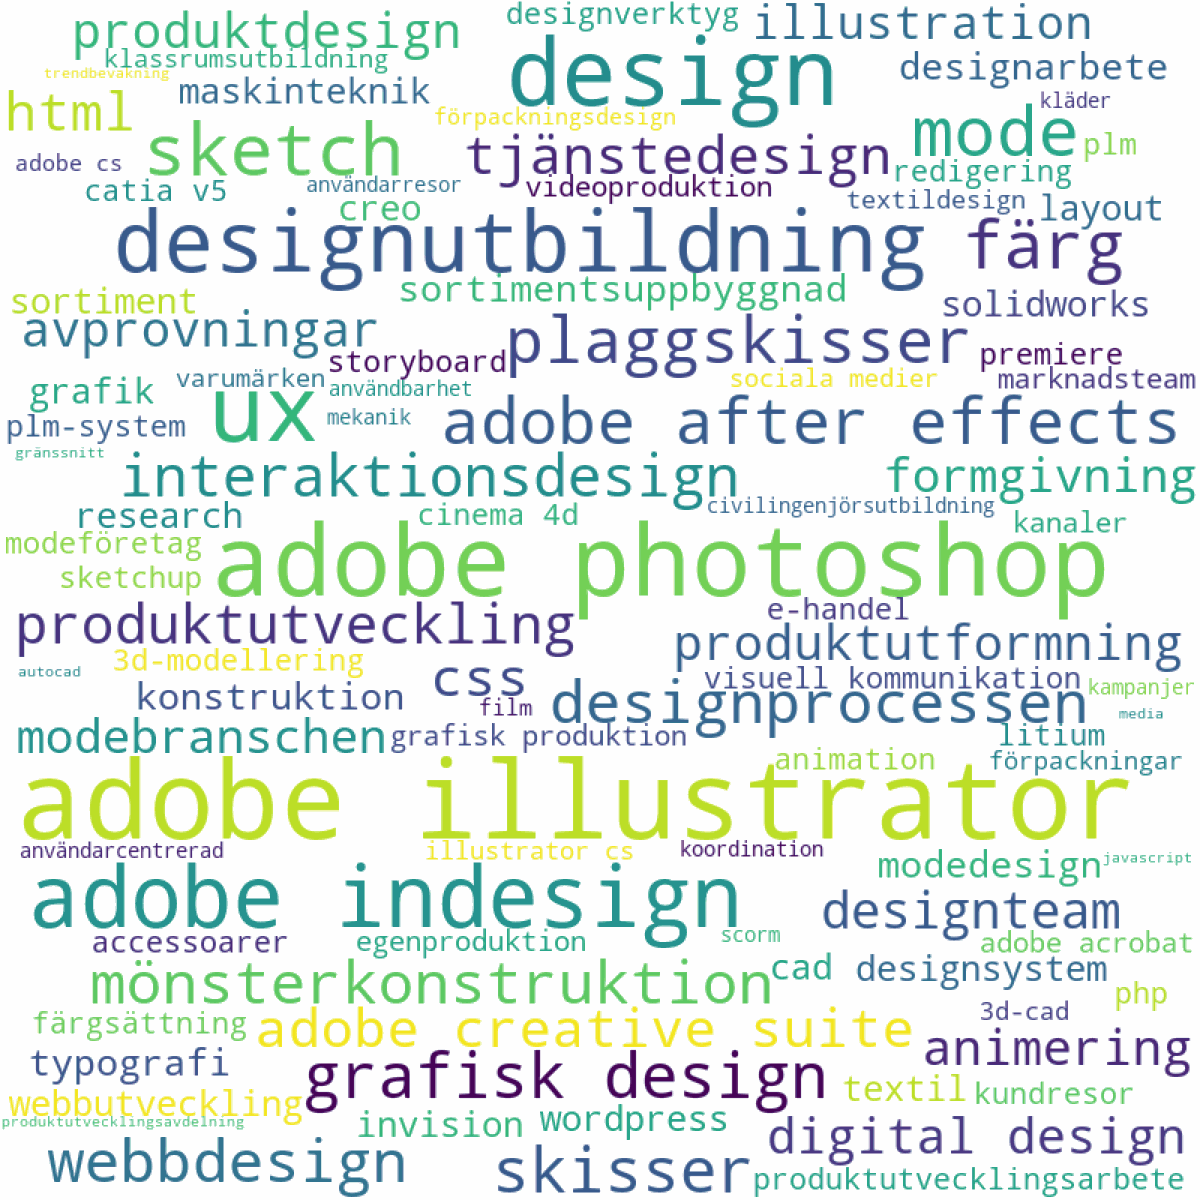 designverktyg
produktdesign
illustration
klassrumsutbildning
design
trendbevakning
designarbete
maskinteknik
kläder
html
förpackningsdesign
sketch
tjänstedesign
mode
plm
adobe cs
redigering
catia v5
användarresor
videoproduktion
textildesign
creo
layout
designutbildning
färg
sortiment
sortimentsuppbyggnad
solidworks
avprovningar
plaggskisser
storyboard
premiere
grafik
varumärken
användbarhet
sociala medier
marknadsteam
plm-system
ux
mekanik
adobe after effects
gränssnitt
interaktionsdesign
formgivning
research
cinema 4d
civilingenjörsutbildning
kanaler
modeföretag
adobe photoshop
sketchup
e-handel
produktutveckling
produktutformning
autocad
3d-modellering
css
visuell kommunikation
konstruktion
film
designprocessen
kampanjer
media
modebranschen
grafisk produktion
litium
animation
förpackningar
adobe illustrator
användarcentrerad
illustrator cs
koordination
modedesign
javascript
adobe indesign
designteam
accessoarer
egenproduktion
scorm
adobe acrobat
mönsterkonstruktion
cad
designsystem
php
färgsättning
adobe creative suite
3d-cad
typografi
grafisk design
animering
webbutveckling
textil
kundresor
produktutvecklingsavdelning
invision
wordpress
digital design
webbdesign
skisser
produktutvecklingsarbete